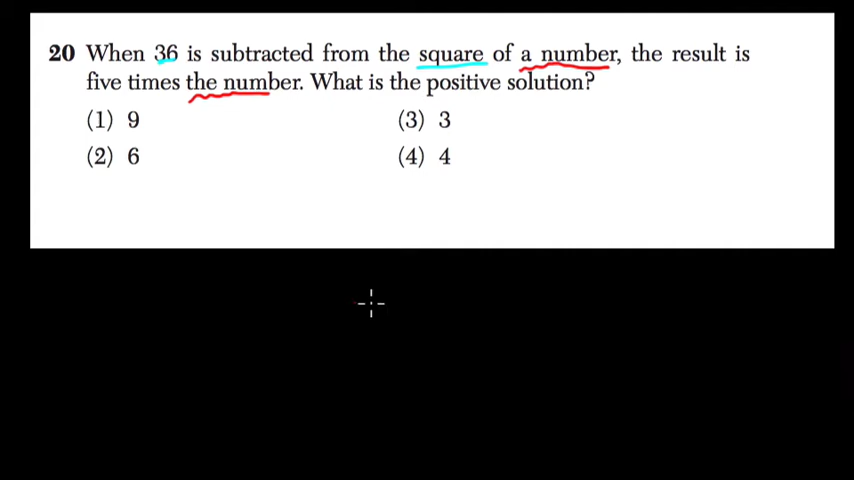 20 When 36 is subtracted from the square of a number, the result is
five times the number. What is the positive solution?
(1) 9 (3) 3
(2) 6 (4) 4